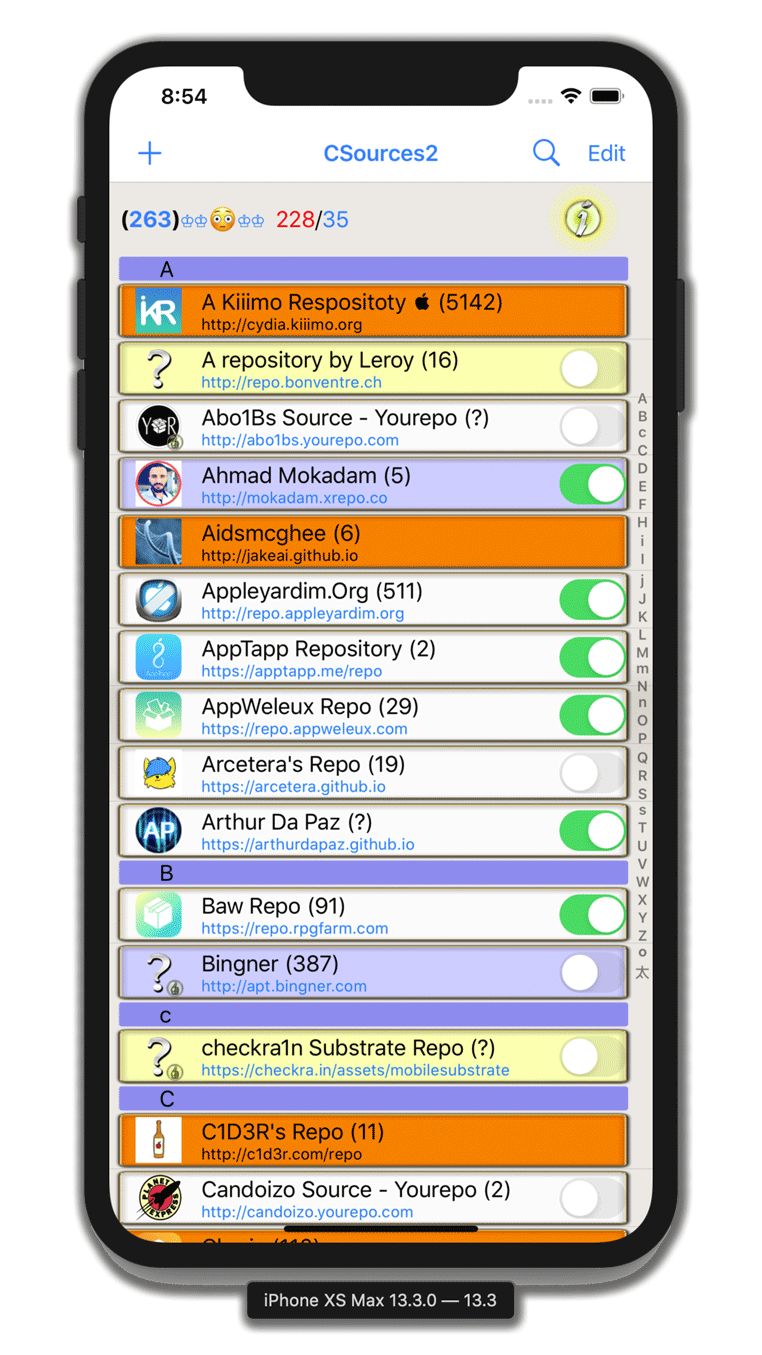 8:54
CSources2
Edit
(263)♔♔😳♔♔ 228/35
A
A Kiiimo Respositoty  (5142)
http://cydia.kiiimo.org
A repository by Leroy (16)
http://repo.bonventre.ch
Abo1Bs Source - Yourepo (?)
http://abo1bs.yourepo.com
Ahmad Mokadam (5)
http://mokadam.xrepo.co
Aidsmcghee (6)
http://jakeai.github.io
Appleyardim.Org (511)
http://repo.appleyardim.org
AppTapp Repository (2)
https://apptapp.me/repo
AppWeleux Repo (29)
https://repo.appweleux.com
Arcetera's Repo (19)
https://arcetera.github.io
AP
Arthur Da Paz (?)
https://arthurdapaz.github.io
B
Baw Repo (91)
https://repo.rpgfarm.com
Bingner (387)
http://apt.bingner.com
c
checkra1n Substrate Repo (?)
https://checkra.in/assets/mobilesubstrate
C
C1D3R's Repo (11)
http://c1d3r.com/repo
PLANET EXPRESS
Candoizo Source - Yourepo (2)
http://candoizo.yourepo.com
A
B
c
C
D
E
F
H
i
I
j
J
K
L
M
m
N
n
O
P
Q
R
S
s
T
U
V
W
X
Y
Z
o
太
iPhone XS Max 13.3.0 — 13.3